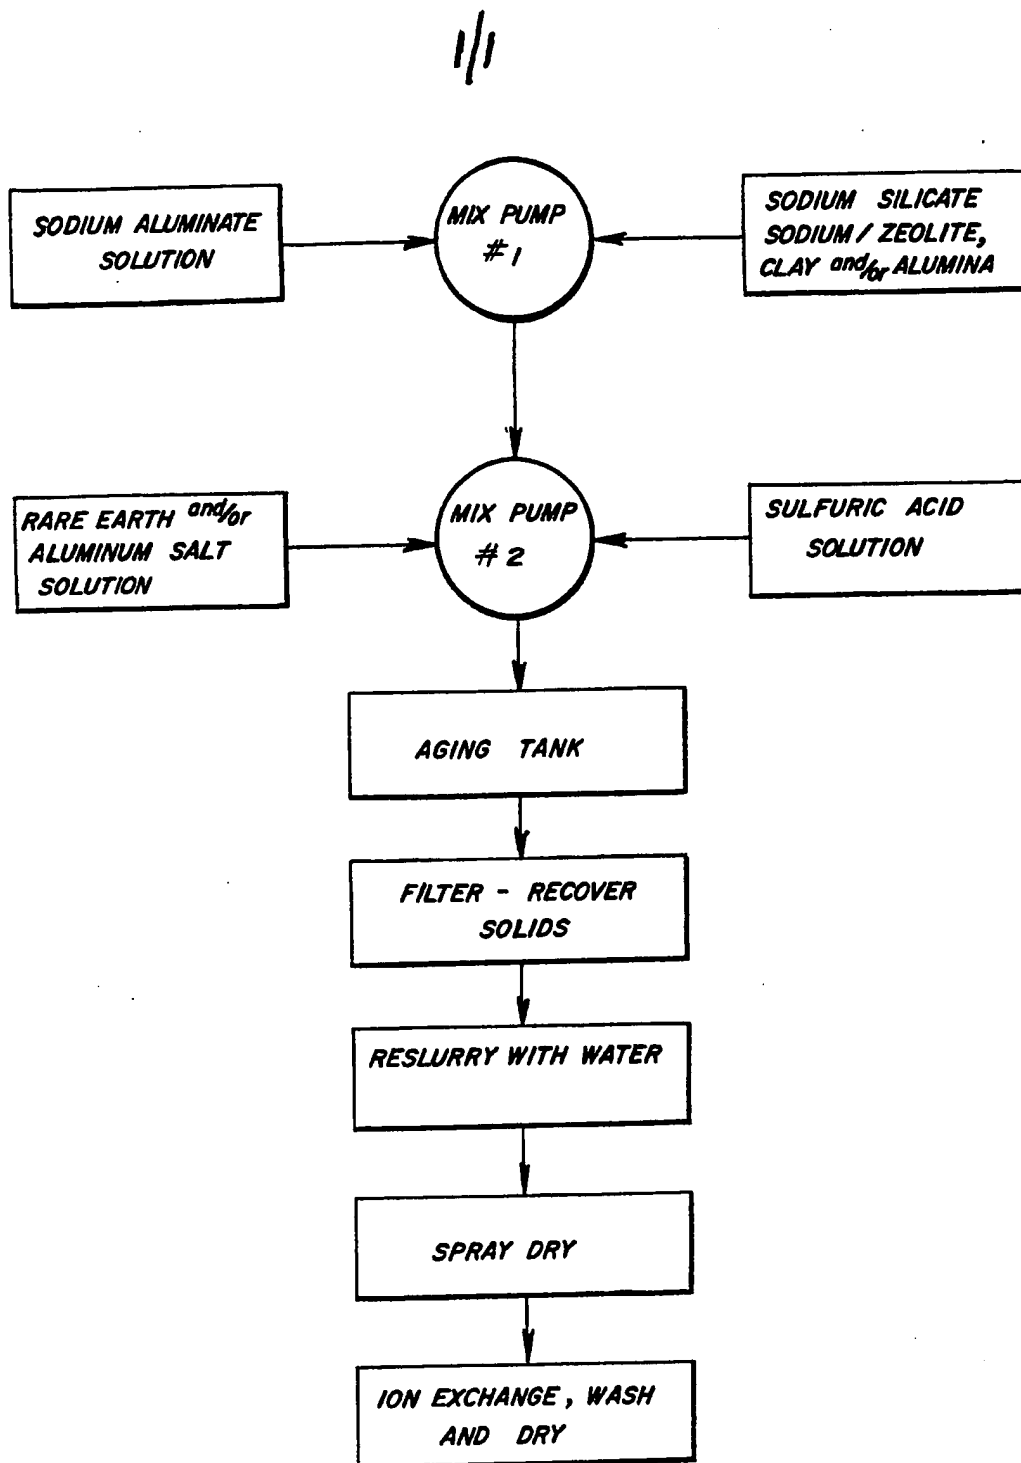 1/1
SODIUM ALUMINATE
SOLUTION
MIX PUMP
#1
SODIUM SILICATE
SODIUM / ZEOLITE,
CLAY and/or ALUMINA
RARE EARTH and/or
ALUMINUM SALT
SOLUTION
MIX PUMP
#2
SULFURIC ACID
SOLUTION
AGING TANK
FILTER - RECOVER
SOLIDS
RESLURRY WITH WATER
SPRAY DRY
ION EXCHANGE, WASH
AND DRY